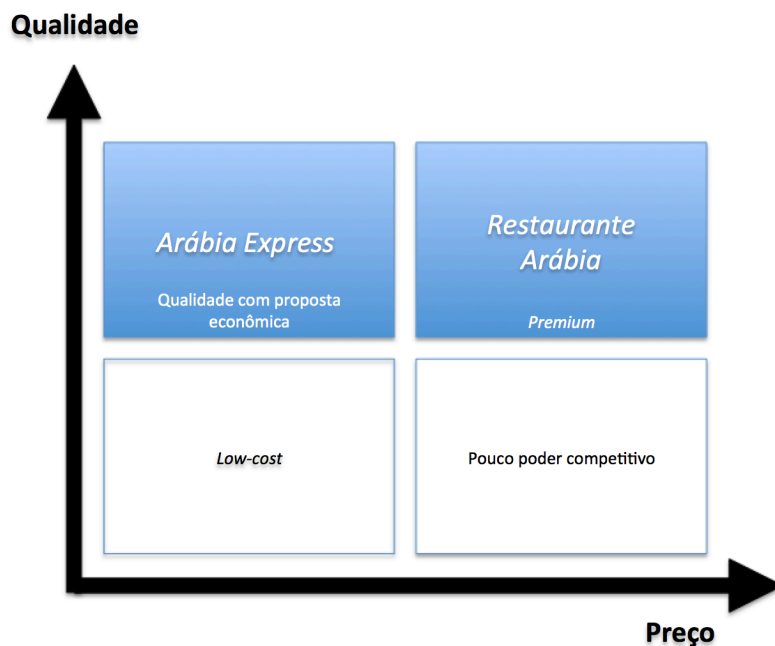 Qualidade
Arábia Express
Qualidade com proposta
econômica
Restaurante
Arábia
Premium
Low-cost
Pouco poder competitivo
Preço